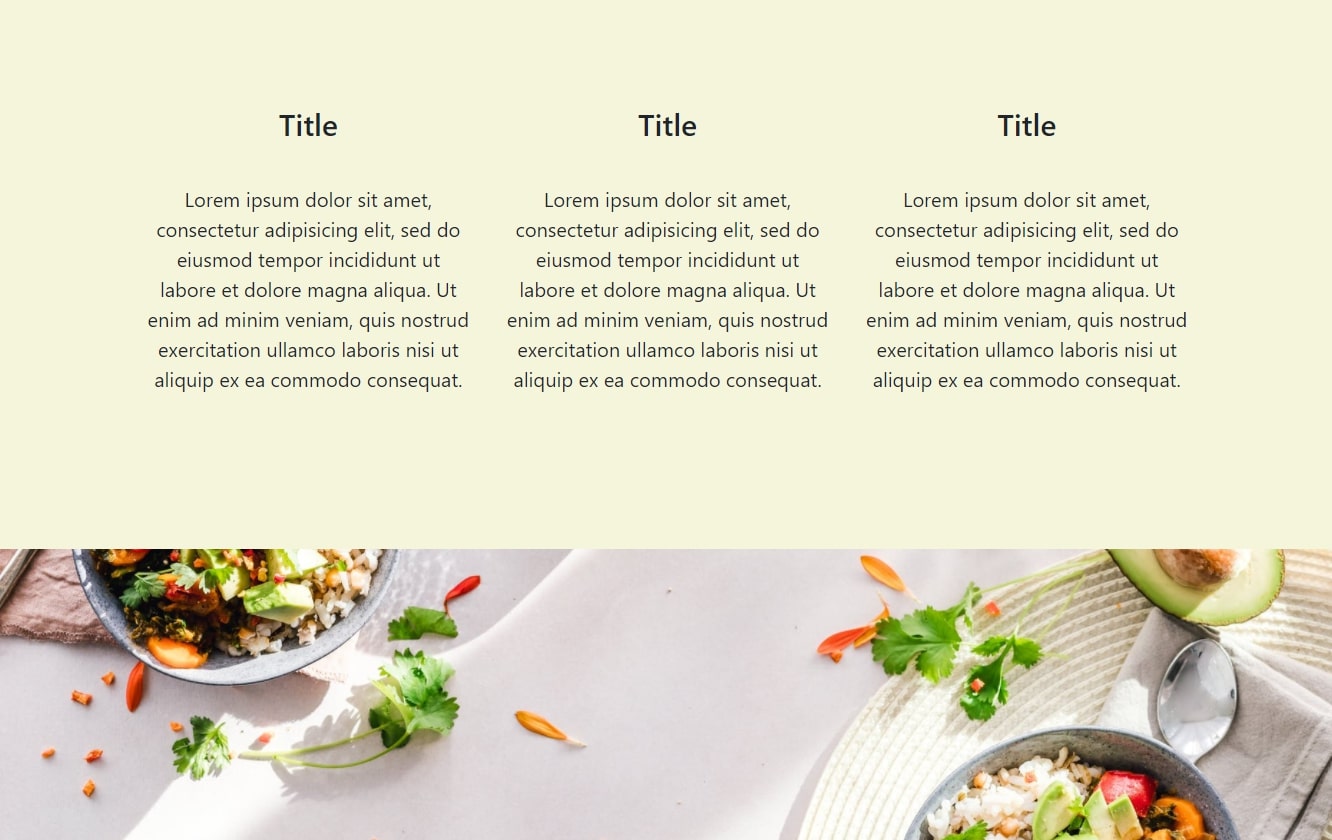 Title
Lorem ipsum dolor sit amet,
consectetur adipisicing elit, sed do
eiusmod tempor incididunt ut
labore et dolore magna aliqua. Ut
enim ad minim veniam, quis nostrud
exercitation ullamco laboris nisi ut
aliquip ex ea commodo consequat.
Title
Lorem ipsum dolor sit amet,
consectetur adipisicing elit, sed do
eiusmod tempor incididunt ut
labore et dolore magna aliqua. Ut
enim ad minim veniam, quis nostrud
exercitation ullamco laboris nisi ut
aliquip ex ea commodo consequat.
Title
Lorem ipsum dolor sit amet,
consectetur adipisicing elit, sed do
eiusmod tempor incididunt ut
labore et dolore magna aliqua. Ut
enim ad minim veniam, quis nostrud
exercitation ullamco laboris nisi ut
aliquip ex ea commodo consequat.